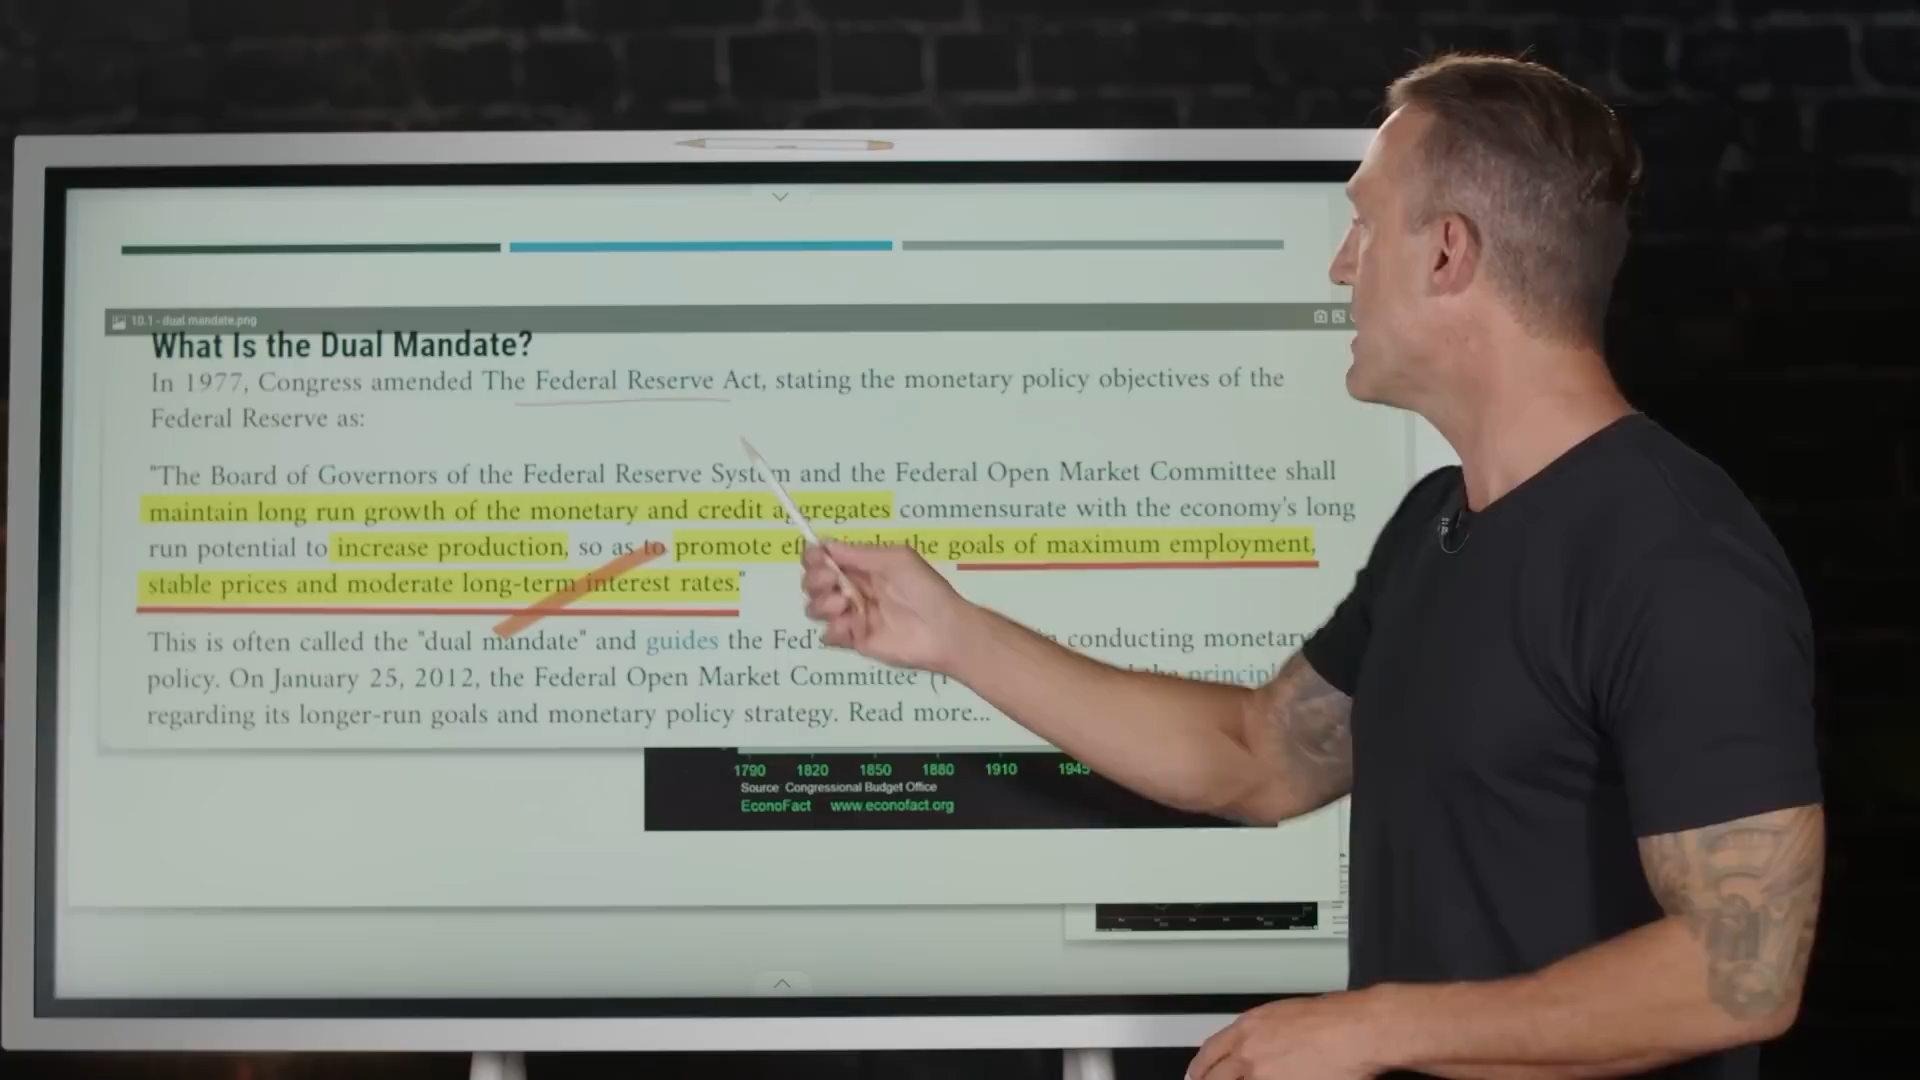 10.1 - dual mandate.png
What Is the Dual Mandate?
In 1977, Congress amended The Federal Reserve Act, stating the monetary policy objectives of the
Federal Reserve as:
"The Board of Governors of the Federal Reserve System and the Federal Open Market Committee shall
maintain long run growth of the monetary and credit aggregates commensurate with the economy's long
run potential to increase production, so as to promote effectively the goals of maximum employment,
stable prices and moderate long-term interest rates."
This is often called the "dual mandate" and guides the Fed's conducting monetary
policy. On January 25, 2012, the Federal Open Market Committee the
regarding its longer-run goals and monetary policy strategy. Read more...
1790 1820 1850 1880 1910 1945
Source Congressional Budget Office
EconoFact www.econofact.org